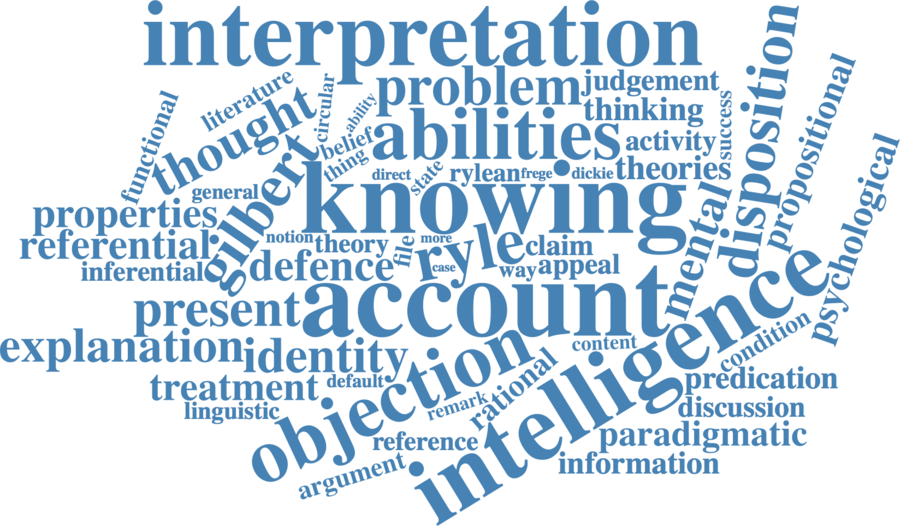 interpretation
literature
circular
problem
judgement
disposition
functional
thought
ability
thinking
success
propositional
belief
abilities
activity
thing
state
direct
rylean
frege
dickie
theories
psychological
general
gilbert
knowing
properties
mental
referential
notion
theory
file
more
ryle
claim
inferential
defence
case
way
appeal
present
account
intelligence
explanation
identity
objection
content
condition
treatment
default
rational
predication
linguistic
remark
discussion
reference
paradigmatic
argument
information